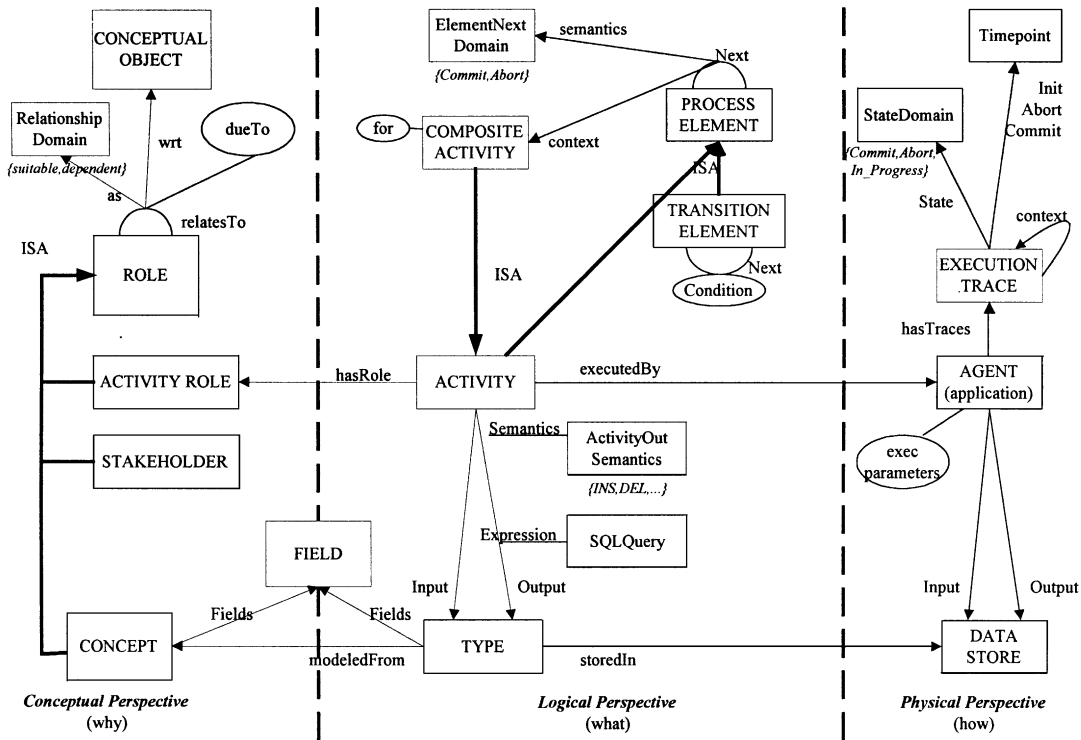 CONCEPTUAL
OBJECT
Relationship
Domain
{suitable,dependent}
wrt
dueTo
as
relatesTo
ISA
ROLE
ACTIVITY ROLE
STAKEHOLDER
CONCEPT
Conceptual Perspective
(why)
ElementNext
Domain
{Commit,Abort}
semantics
Next
for
COMPOSITE
ACTIVITY
context
PROCESS
ELEMENT
ISA
TRANSITION
ELEMENT
Next
Condition
ISA
hasRole
ACTIVITY
executedBy
Semantics
ActivityOut
Semantics
{INS,DEL,...}
Expression
SQLQuery
FIELD
Input
Output
Fields
Fields
TYPE
modeledFrom
storedIn
Logical Perspective
(what)
Timepoint
Init
Abort
Commit
StateDomain
{Commit,Abort,
In_Progress}
State
context
EXECUTION
TRACE
hasTraces
AGENT
(application)
exec
parameters
Input
Output
DATA
STORE
Physical Perspective
(how)